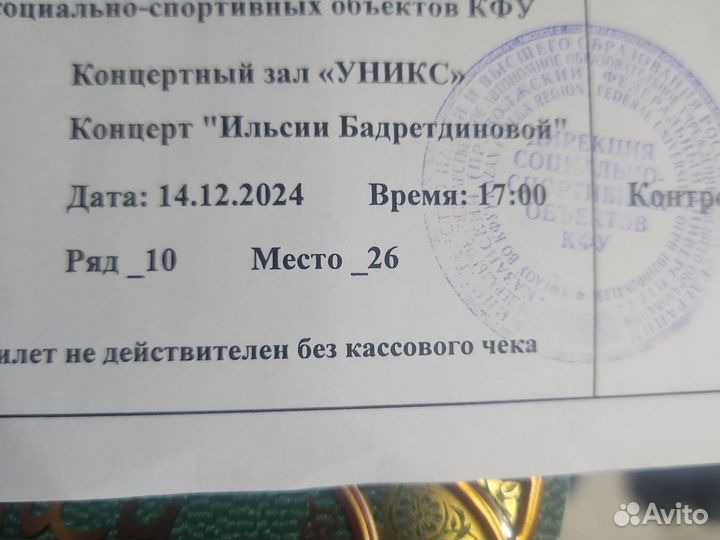 социально-спортивных объектов КФУ
Концертный зал «УНИКС»
Концерт "Ильсии Бадретдиновой"
Дата: 14.12.2024 Время: 17:00
Ряд _10 Место _26
илет не действителен без кассового чека
ДИРЕКЦИЯ
СОЦИАЛЬНО-
СПОРТИВНЫХ
ОБЪЕКТОВ
КФУ
Контро
Avito